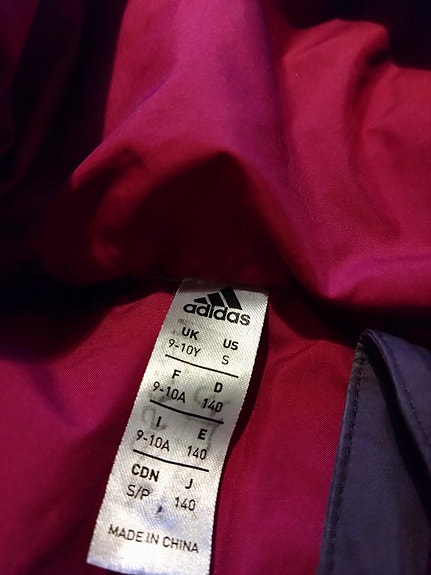 adidas
UK US
9-10Y S
F D
9-10A 140
I E
9-10A 140
CDN J
S/P 140
MADE IN CHINA